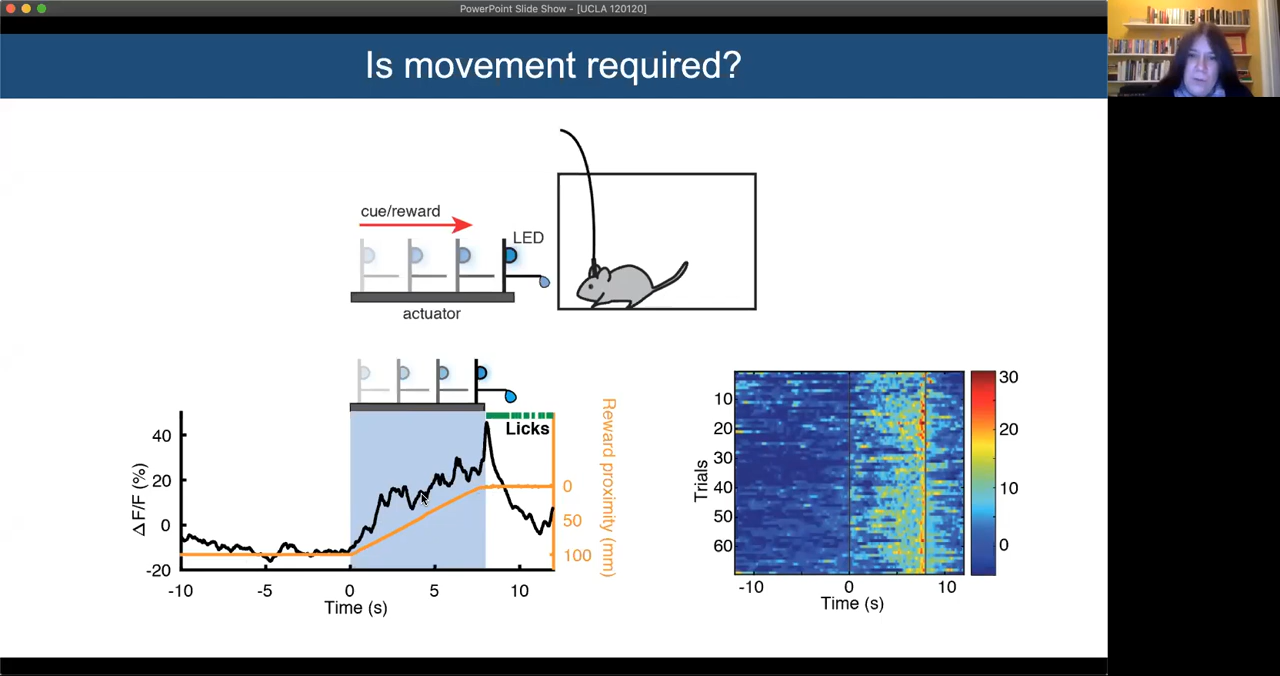 PowerPoint Slide Show - [UCLA 120120]
Is movement required?
cue/reward
LED
actuator
Licks
40
20
0
-20
Δ F/F (%)
-10
-5
0
5
10
Time (s)
0
50
100
Reward proximity (mm)
10
20
30
40
50
60
Trials
-10
0
10
Time (s)
30
20
10
0